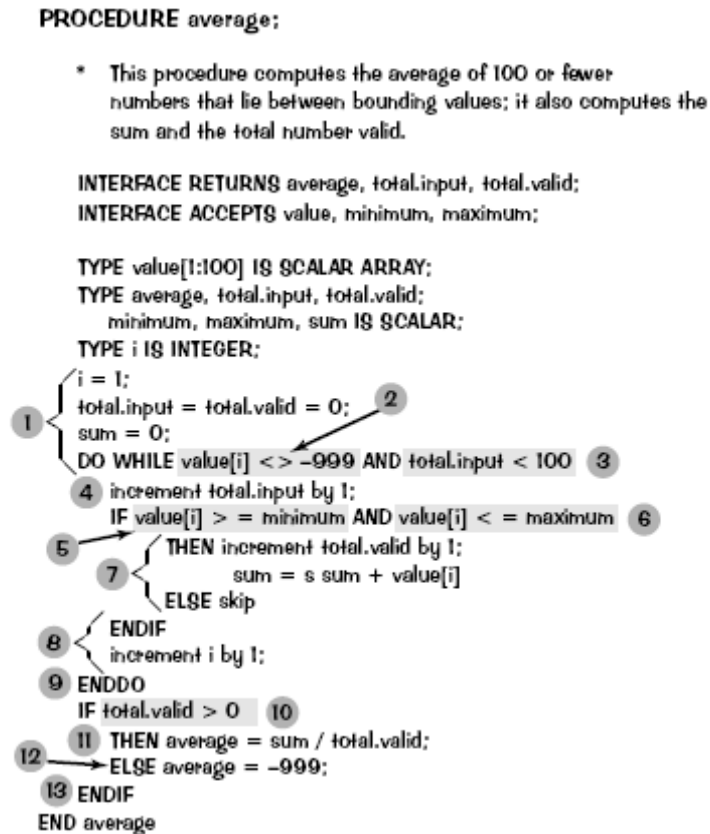 PROCEDURE average;
* This procedure computes the average of 100 or fewer
numbers that lie between bounding values; it also computes the
sum and the total number valid.
INTERFACE RETURNS average, total.input, total.valid;
INTERFACE ACCEPTS value, minimum, maximum;
TYPE value[1:100] IS SCALAR ARRAY;
TYPE average, total.input, total.valid;
minimum, maximum, sum IS SCALAR;
TYPE i IS INTEGER;
i = 1;
total.input = total.valid = 0; 2
1
sum = 0;
DO WHILE value[i] <> -999 AND total.input < 100 3
4 increment total.input by 1;
IF value[i] > = minimum AND value[i] < = maximum 6
5 THEN increment total.valid by 1;
7 sum = s sum + value[i]
ELSE skip
8 ENDIF
increment i by 1;
9 ENDDO
IF total.valid > 0 10
11 THEN average = sum / total.valid;
12 ELSE average = -999;
13 ENDIF
END average